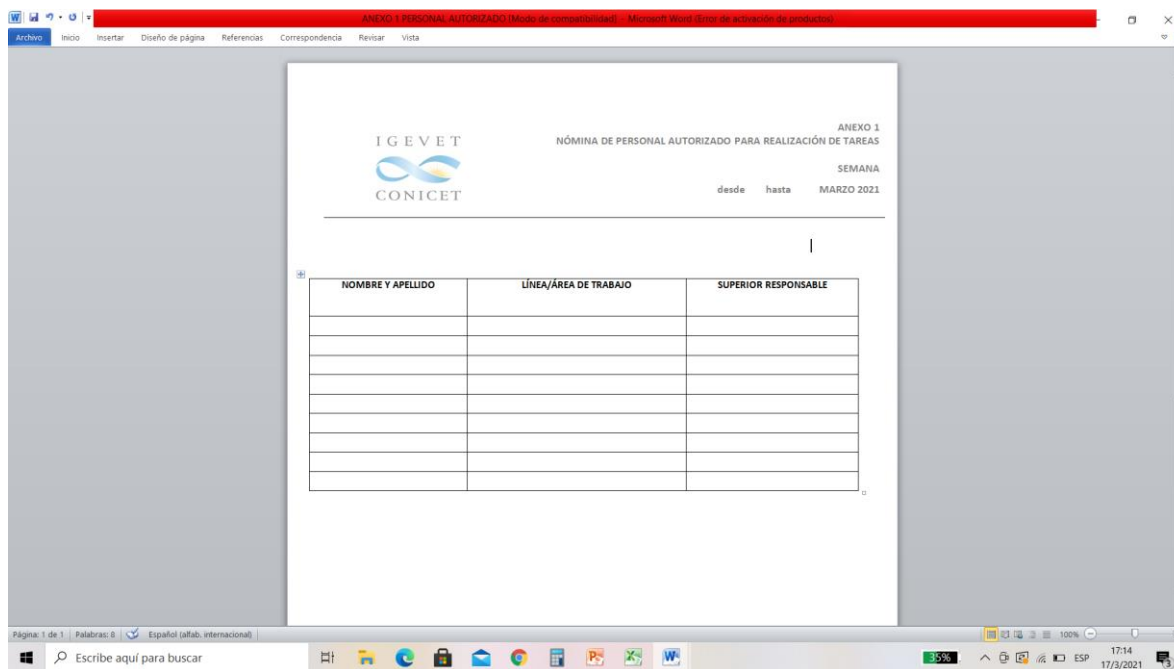 ANEXO 1 PERSONAL AUTORIZADO [Modo de compatibilidad] - Microsoft Word (Error de activación de productos)
Archivo Inicio Insertar Diseño de página Referencias Correspondencia Revisar Vista
IGEVET
CONICET
ANEXO 1
NÓMINA DE PERSONAL AUTORIZADO PARA REALIZACIÓN DE TAREAS
SEMANA
desde hasta MARZO 2021
NOMBRE Y APELLIDO LÍNEA/ÁREA DE TRABAJO SUPERIOR RESPONSABLE
Página: 1 de 1 Palabras: 8 Español (alfab. internacional) 100%
Escribe aquí para buscar 35% ESP 17:14
17/3/2021